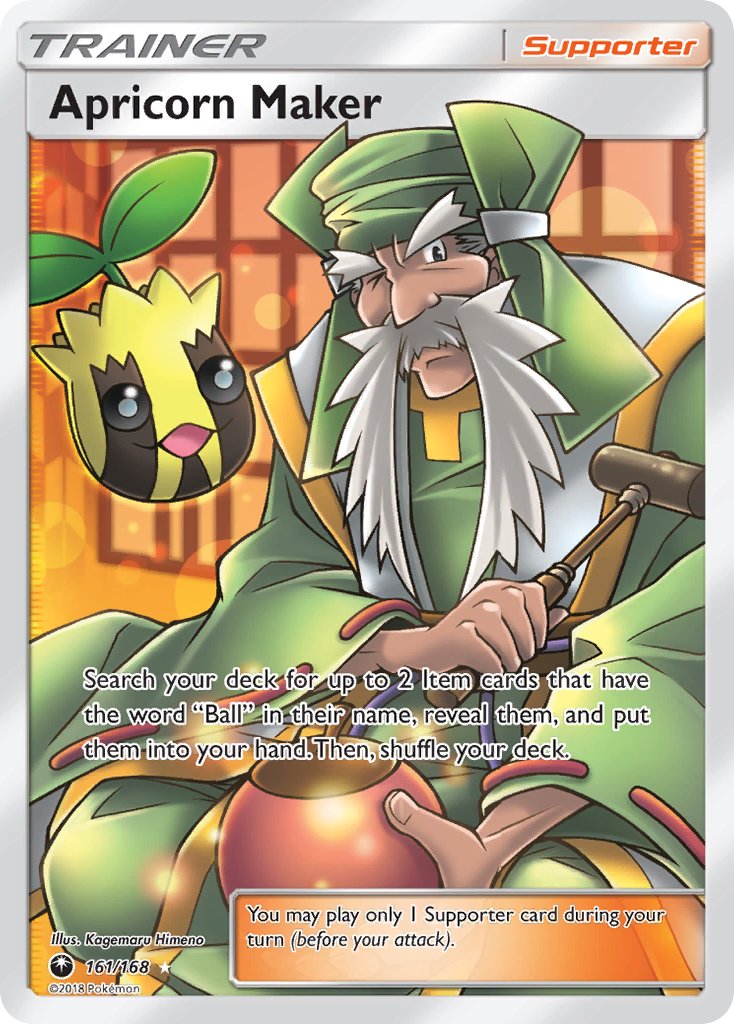 TRAINER
Supporter
Apricorn Maker
Search your deck for up to 2 Item cards that have
the word “Ball” in their name, reveal them, and put
them into your hand. Then, shuffle your deck.
You may play only 1 Supporter card during your
turn (before your attack).
Illus. Kagemaru Himeno
161/168 ★
©2018 Pokémon